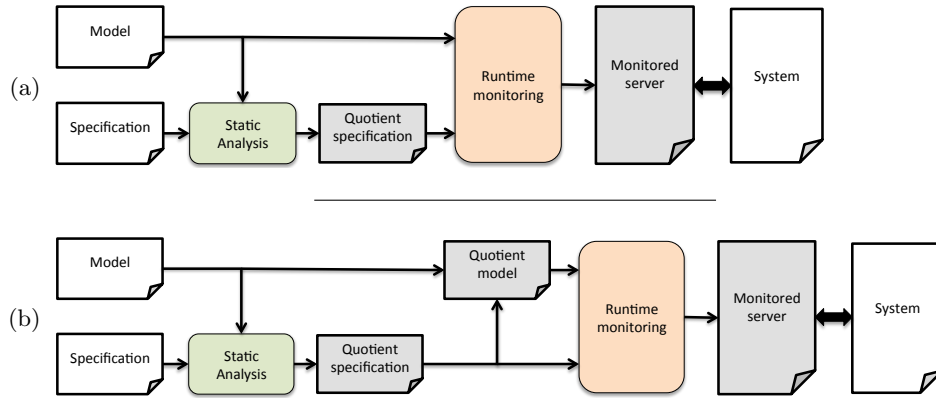 Model
(a)
Specification
Static
Analysis
Quotient
specification
Runtime
monitoring
Monitored
server
System
Model
(b)
Specification
Static
Analysis
Quotient
specification
Quotient
model
Runtime
monitoring
Monitored
server
System